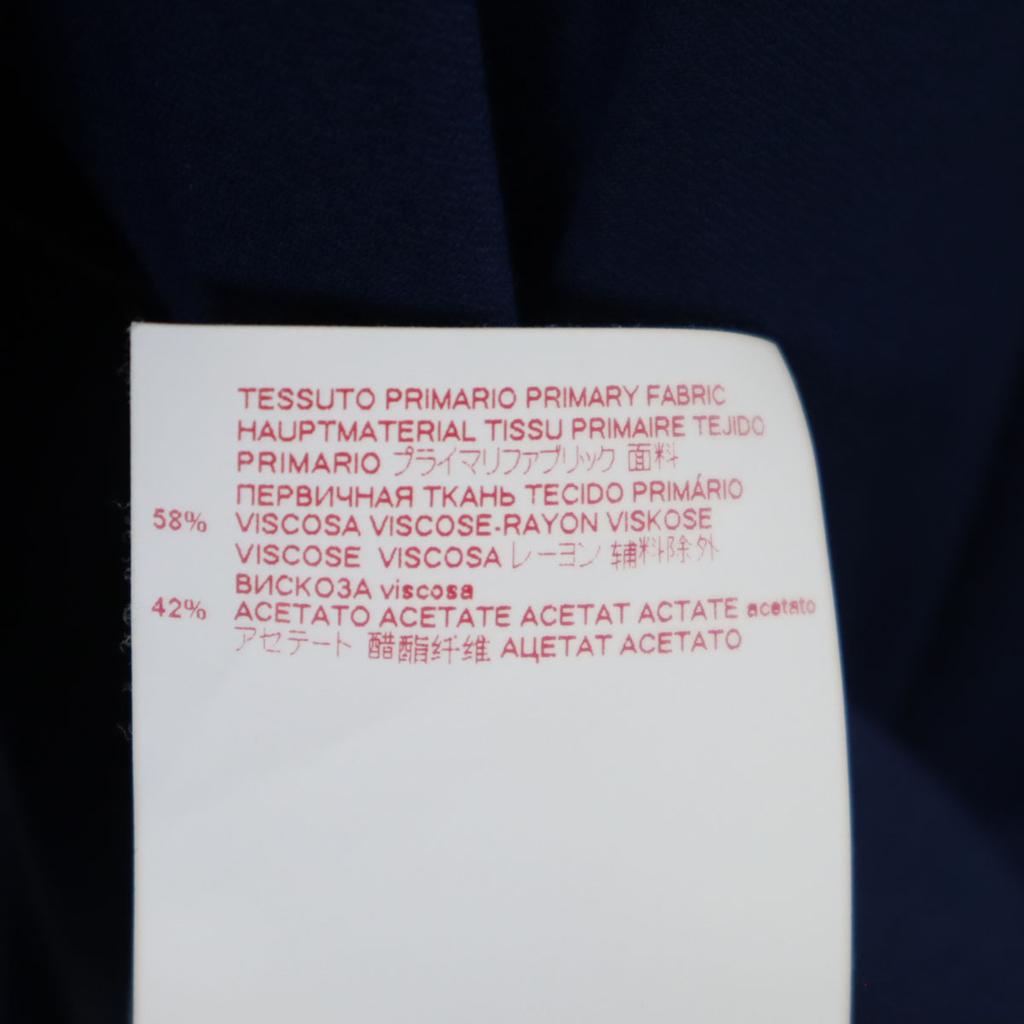 TESSUTO PRIMARIO PRIMARY FABRIC
HAUPTMATERIAL TISSU PRIMAIRE TEJIDO
PRIMARIO プライマリファブリック 面料
ПЕРВИЧНАЯ ТКАНЬ TECIDO PRIMÁRIO
58% VISCOSA VISCOSE-RAYON VISKOSE
VISCOSE VISCOSA レーヨン 辅料除外
ВИСКОЗА viscosa
42% ACETATO ACETATE ACETAT ACTATE acetato
アセテート 醋酯纤维 АЦЕТАТ ACETATO